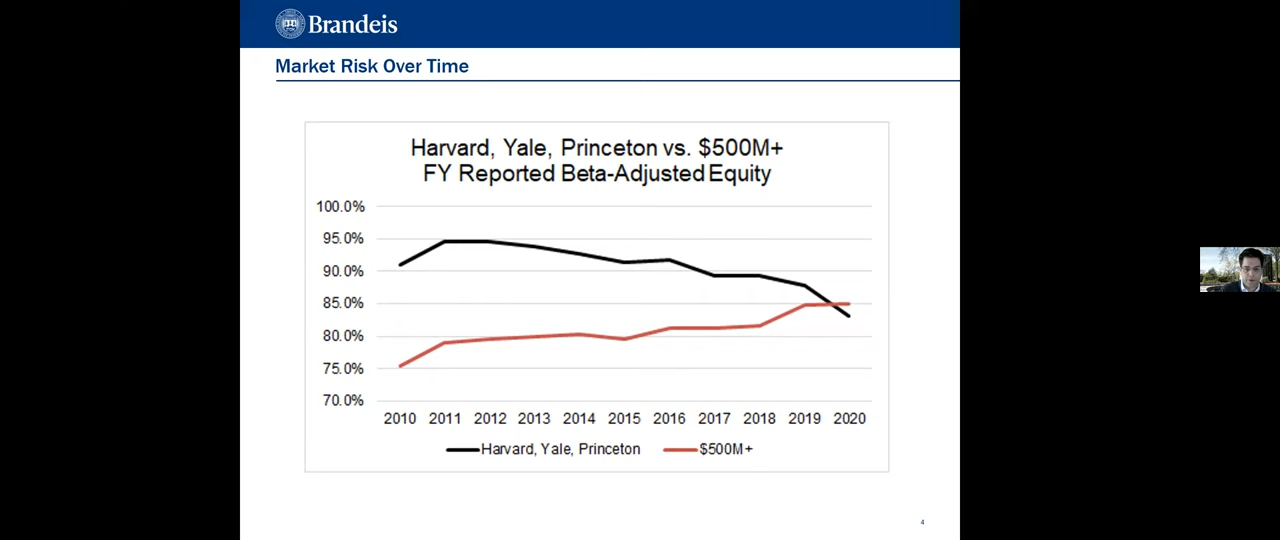 Brandeis
Market Risk Over Time
Harvard, Yale, Princeton vs. $500M+
FY Reported Beta-Adjusted Equity
100.0%
95.0%
90.0%
85.0%
80.0%
75.0%
70.0%
2010 2011 2012 2013 2014 2015 2016 2017 2018 2019 2020
Harvard, Yale, Princeton $500M+
4